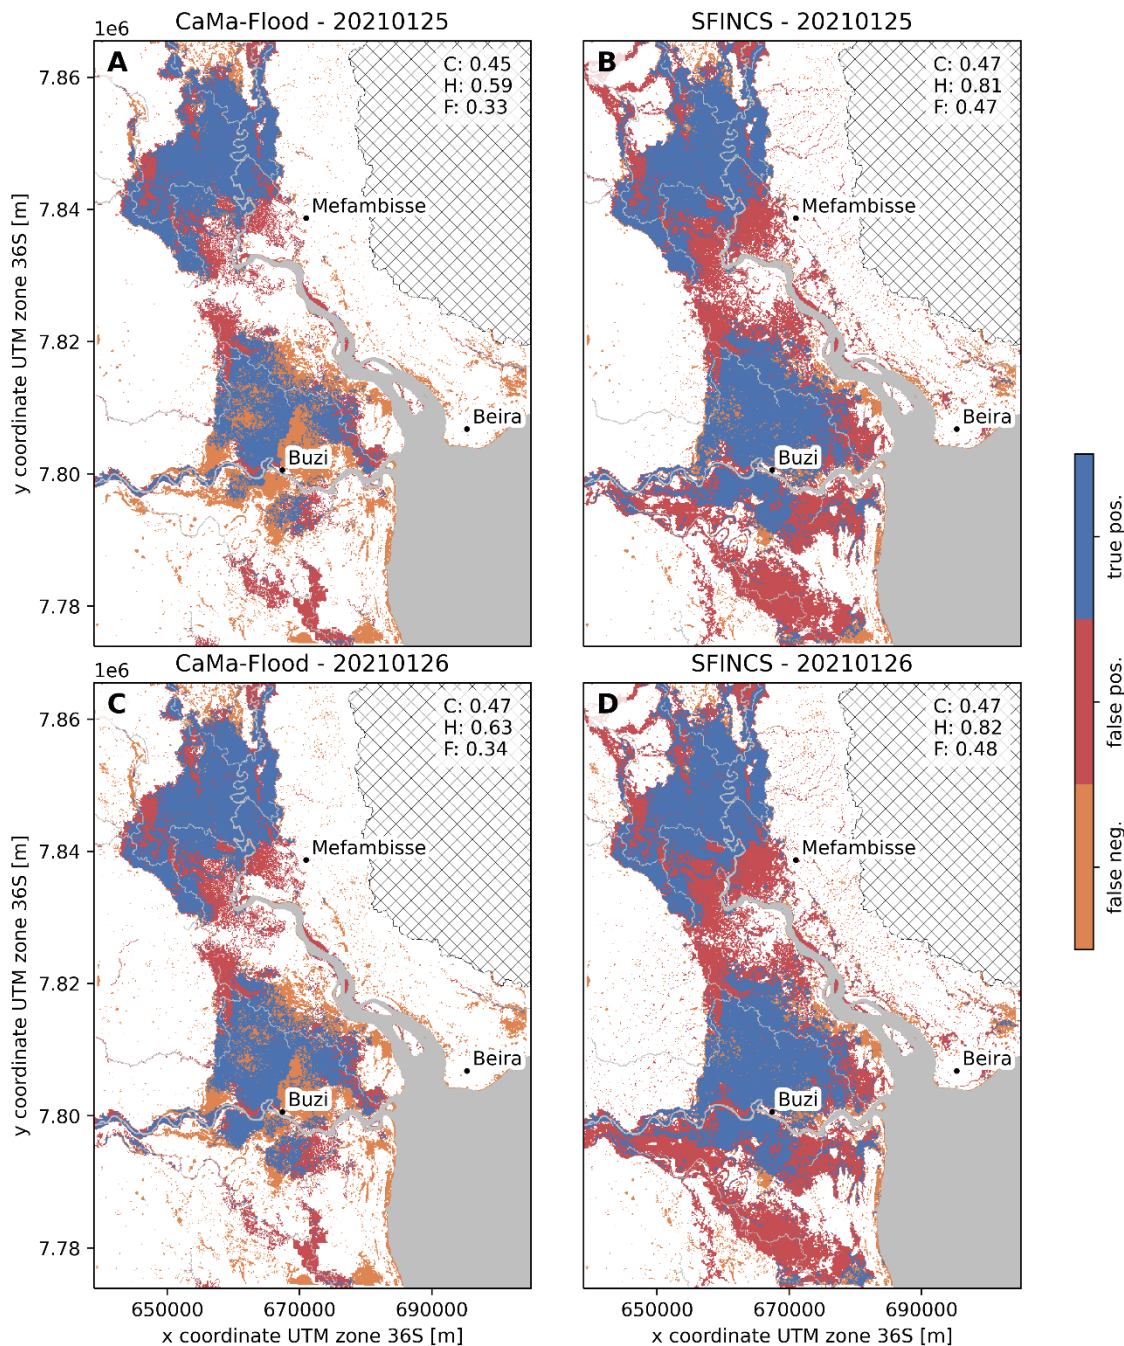 CaMa-Flood - 20210125
SFINCS - 20210125
1e6
A
C: 0.45
H: 0.59
F: 0.33
B
C: 0.47
H: 0.81
F: 0.47
7.86
7.84
7.82
7.80
7.78
y coordinate UTM zone 36S [m]
Mefambisse
Beira
Buzi
Mefambisse
Beira
Buzi
CaMa-Flood - 20210126
SFINCS - 20210126
1e6
C
C: 0.47
H: 0.63
F: 0.34
D
C: 0.47
H: 0.82
F: 0.48
7.86
7.84
7.82
7.80
7.78
y coordinate UTM zone 36S [m]
Mefambisse
Beira
Buzi
Mefambisse
Beira
Buzi
650000
670000
690000
650000
670000
690000
x coordinate UTM zone 36S [m]
x coordinate UTM zone 36S [m]
true pos.
false pos.
false neg.